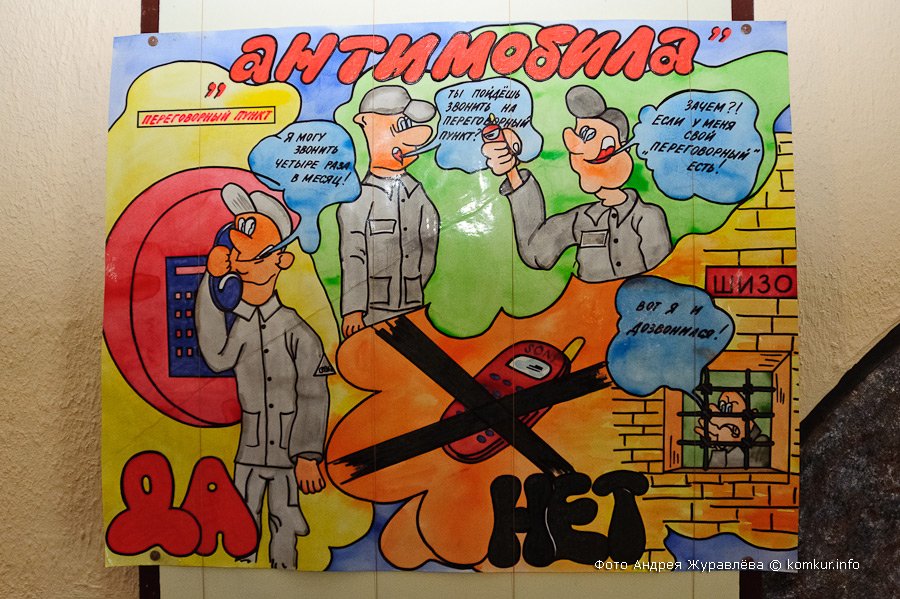 "антимобила"
ПЕРЕГОВОРНЫЙ ПУНКТ
Я МОГУ
ЗВОНИТЬ
ЧЕТЫРЕ РАЗА
В МЕСЯЦ!
ТЫ ПОЙДЁШЬ
ЗВОНИТЬ НА
ПЕРЕГОВОРНЫЙ
ПУНКТ?
ЗАЧЕМ?!
ЕСЛИ У МЕНЯ
СВОЙ
„ПЕРЕГОВОРНЫЙ"
ЕСТЬ!
ШИЗО
ВОТ Я И
ДОЗВОНИЛСЯ!
SONY
ДА
НЕТ
Фото Андрея Журавлёва © komkur.info